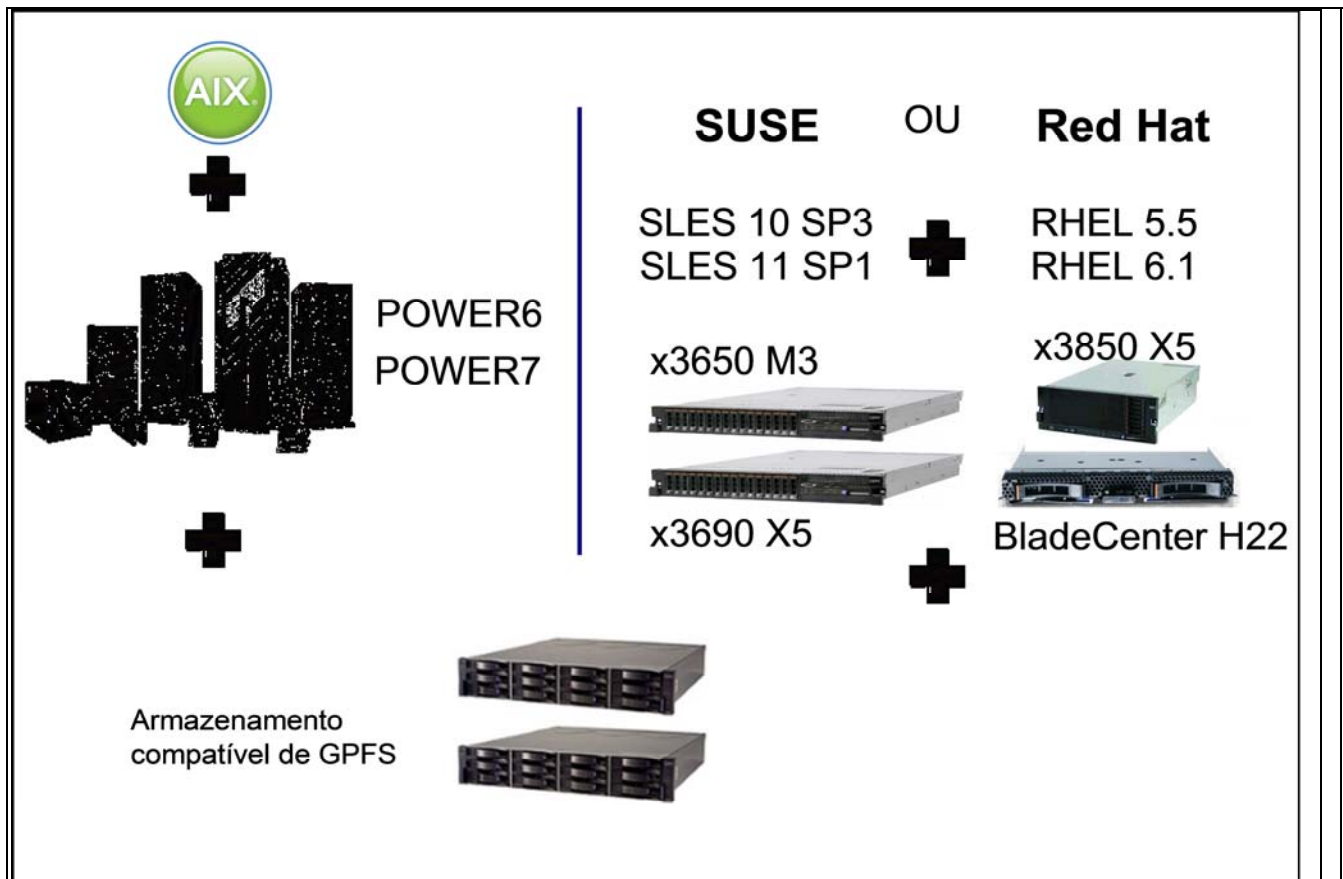 AIX
POWER6
POWER7
SUSE OU Red Hat
SLES 10 SP3
SLES 11 SP1
RHEL 5.5
RHEL 6.1
x3650 M3
x3850 X5
x3690 X5
BladeCenter H22
Armazenamento
compatível de GPFS